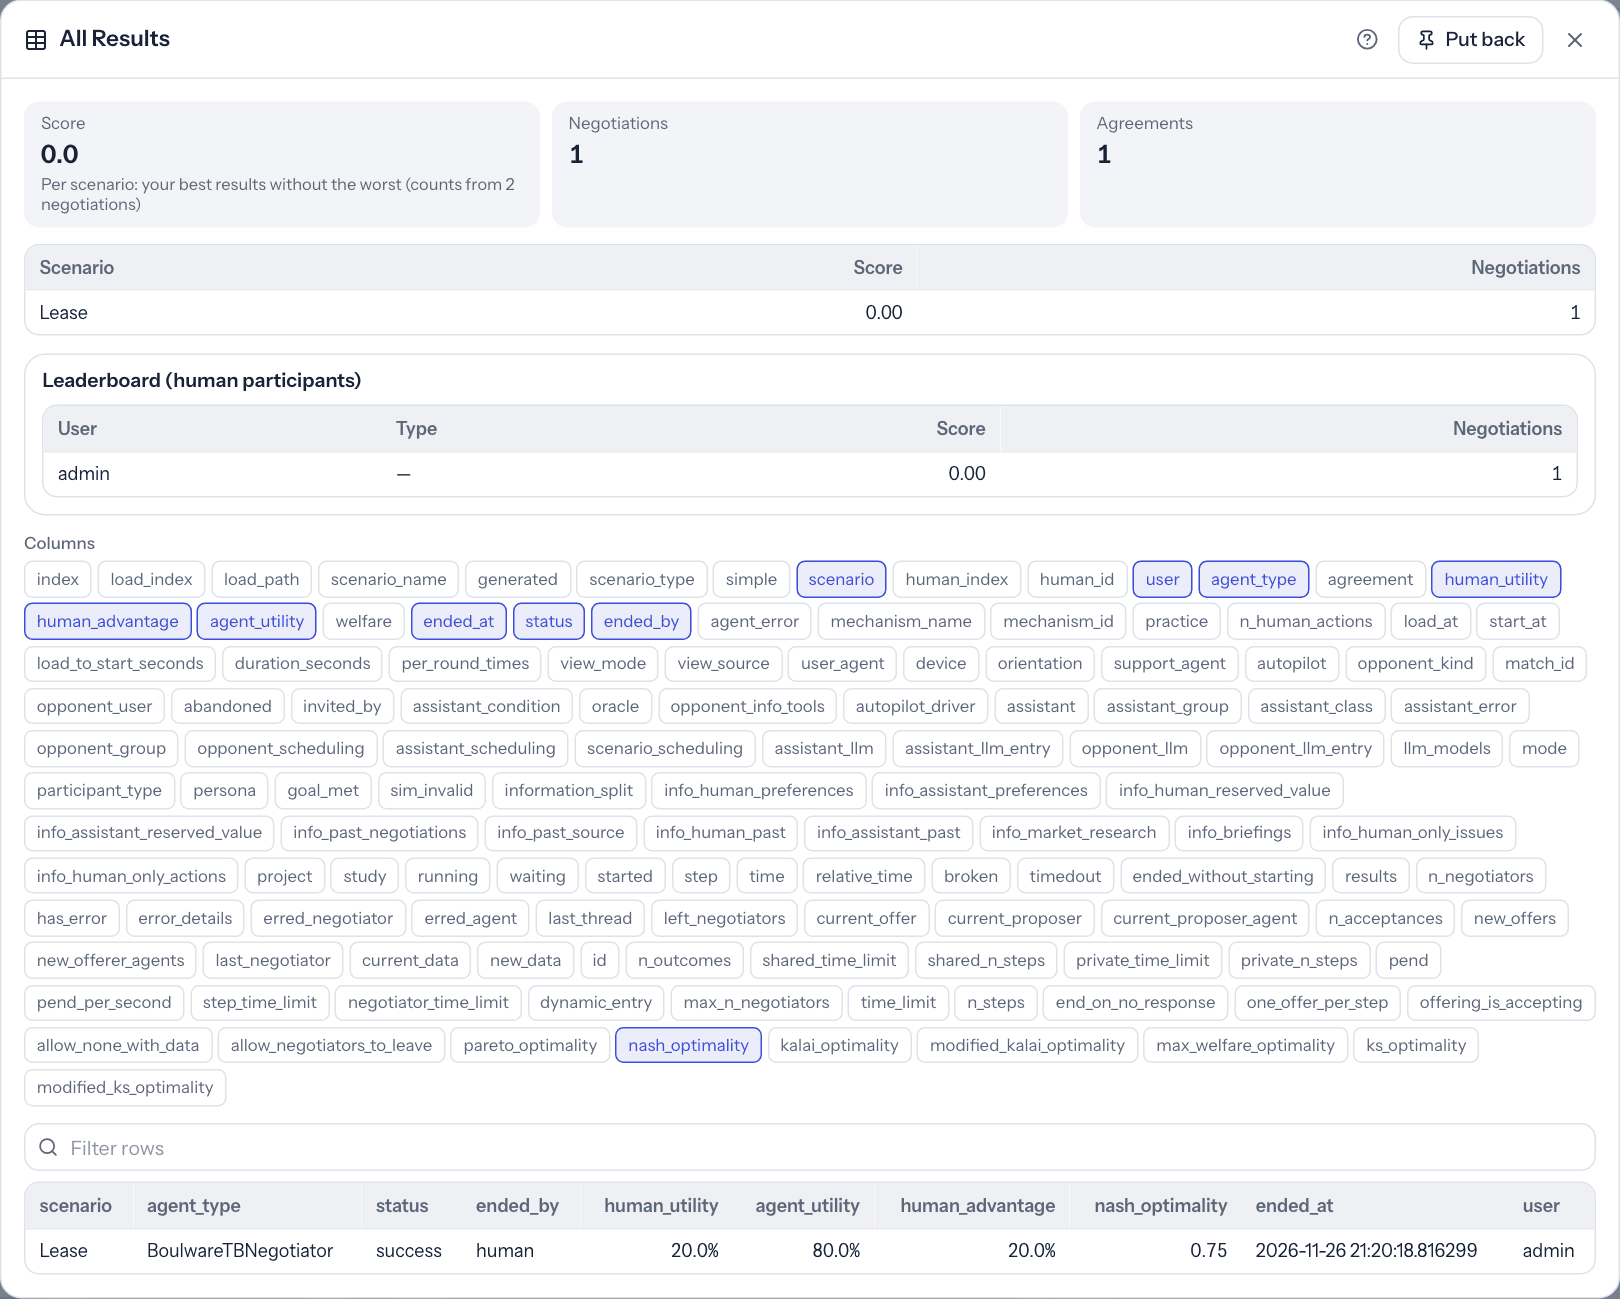 All Results
Put back
Score
0.0
Per scenario: your best results without the worst (counts from 2
negotiations)
Negotiations
1
Agreements
1
Scenario Score Negotiations
Lease 0.00 1
Leaderboard (human participants)
User Type Score Negotiations
admin — 0.00 1
Columns
index load_index load_path scenario_name generated scenario_type simple scenario human_index human_id user agent_type agreement human_utility
human_advantage agent_utility welfare ended_at status ended_by agent_error mechanism_name mechanism_id practice n_human_actions load_at start_at
load_to_start_seconds duration_seconds per_round_times view_mode view_source user_agent device orientation support_agent autopilot opponent_kind match_id
opponent_user abandoned invited_by assistant_condition oracle opponent_info_tools autopilot_driver assistant assistant_group assistant_class assistant_error
opponent_group opponent_scheduling assistant_scheduling scenario_scheduling assistant_llm assistant_llm_entry opponent_llm opponent_llm_entry llm_models mode
participant_type persona goal_met sim_invalid information_split info_human_preferences info_assistant_preferences info_human_reserved_value
info_assistant_reserved_value info_past_negotiations info_past_source info_human_past info_assistant_past info_market_research info_briefings info_human_only_issues
info_human_only_actions project study running waiting started step time relative_time broken timedout ended_without_starting results n_negotiators
has_error error_details erred_negotiator erred_agent last_thread left_negotiators current_offer current_proposer current_proposer_agent n_acceptances new_offers
new_offerer_agents last_negotiator current_data new_data id n_outcomes shared_time_limit shared_n_steps private_time_limit private_n_steps pend
pend_per_second step_time_limit negotiator_time_limit dynamic_entry max_n_negotiators time_limit n_steps end_on_no_response one_offer_per_step offering_is_accepting
allow_none_with_data allow_negotiators_to_leave pareto_optimality nash_optimality kalai_optimality modified_kalai_optimality max_welfare_optimality ks_optimality
modified_ks_optimality
Filter rows
scenario agent_type status ended_by human_utility agent_utility human_advantage nash_optimality ended_at user
Lease BoulwareTBNegotiator success human 20.0% 80.0% 20.0% 0.75 2026-11-26 21:20:18.816299 admin